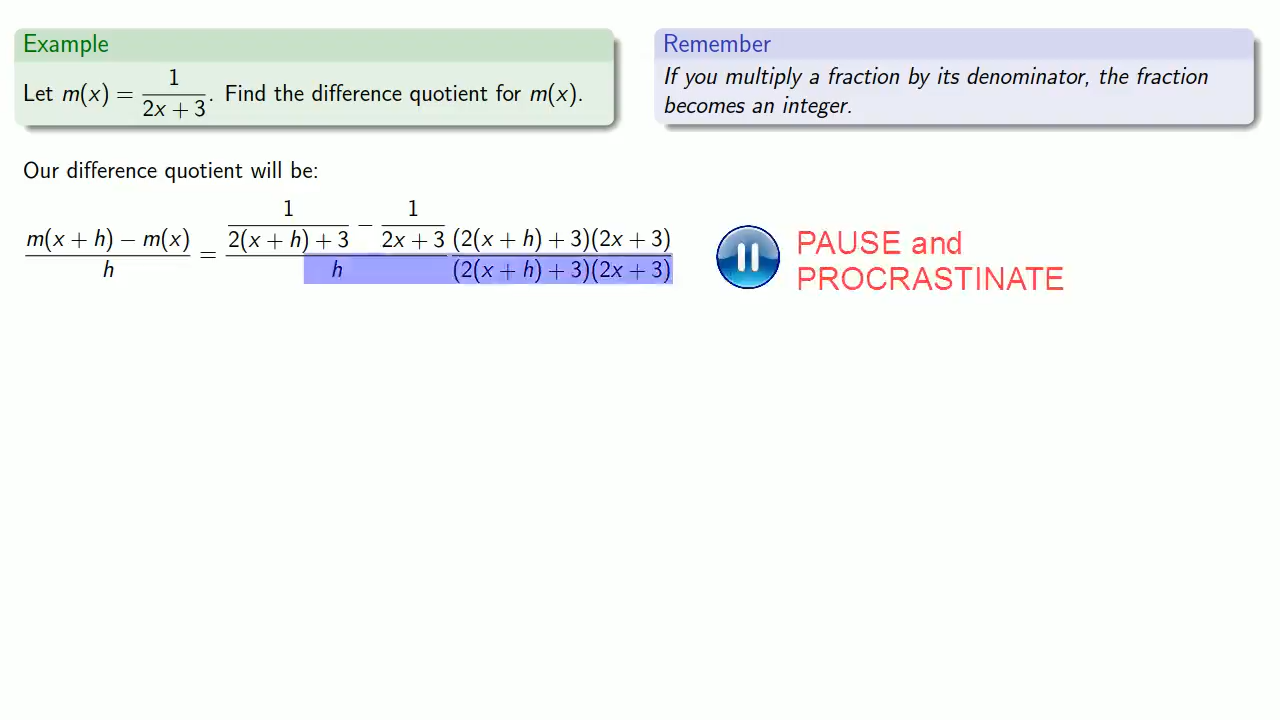 Example
Let m(x) = 1/(2x + 3). Find the difference quotient for m(x).
Remember
If you multiply a fraction by its denominator, the fraction
becomes an integer.
Our difference quotient will be:
(m(x + h) − m(x))/h = (1/(2(x + h) + 3) − 1/(2x + 3))/h (2(x + h) + 3)(2x + 3)/(2(x + h) + 3)(2x + 3)
PAUSE and
PROCRASTINATE